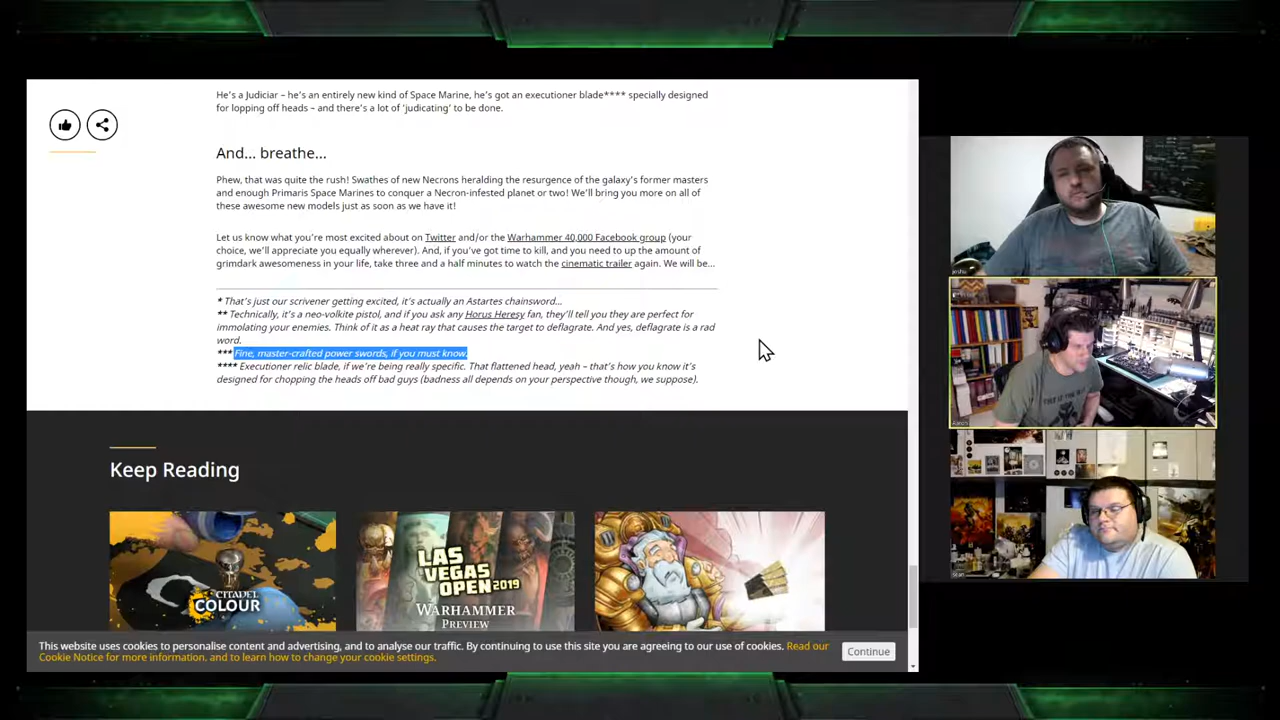 He's a Judiciar – he's an entirely new kind of Space Marine, he's got an executioner blade**** specially designed
for lopping off heads – and there's a lot of 'judicating' to be done.
And... breathe...
Phew, that was quite the rush! Swathes of new Necrons heralding the resurgence of the galaxy's former masters
and enough Primaris Space Marines to conquer a Necron-infested planet or two! We'll bring you more on all of
these awesome new models just as soon as we have it!
Let us know what you're most excited about on Twitter and/or the Warhammer 40,000 Facebook group (your
choice, we'll appreciate you equally wherever). And, if you've got time to kill, and you need to up the amount of
grimdark awesomeness in your life, take three and a half minutes to watch the cinematic trailer again. We will be...
* That's just our scrivener getting excited, it's actually an Astartes chainsword...
** Technically, it's a neo-volkite pistol, and if you ask any Horus Heresy fan, they'll tell you they are perfect for
immolating your enemies. Think of it as a heat ray that causes the target to deflagrate. And yes, deflagrate is a rad
word.
*** Fine, master-crafted power swords, if you must know.
**** Executioner relic blade, if we're being really specific. That flattened head, yeah – that's how you know it's
designed for chopping the heads off bad guys (badness all depends on your perspective though, we suppose).
Keep Reading
CITADEL
COLOUR
LAS
VEGAS
OPEN 2019
WARHAMMER
PREVIEW
This website uses cookies to personalise content and advertising, and to analyse our traffic. By continuing to use this site you are agreeing to our use of cookies. Read our
Cookie Notice for more information. and to learn how to change your cookie settings.
Continue